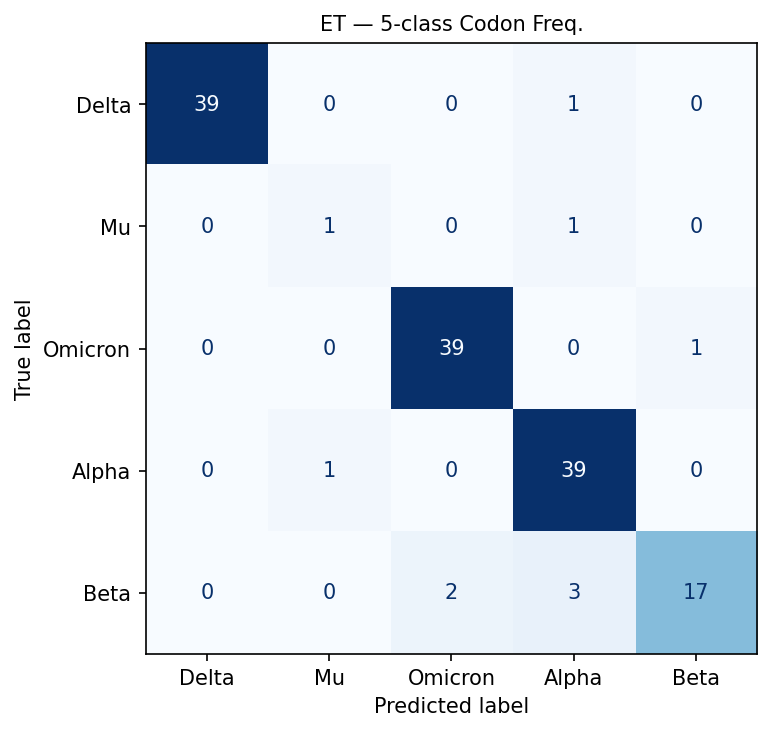 ET — 5-class Codon Freq.
True label
Delta 39 0 0 1 0
Mu 0 1 0 1 0
Omicron 0 0 39 0 1
Alpha 0 1 0 39 0
Beta 0 0 2 3 17
Delta Mu Omicron Alpha Beta
Predicted label